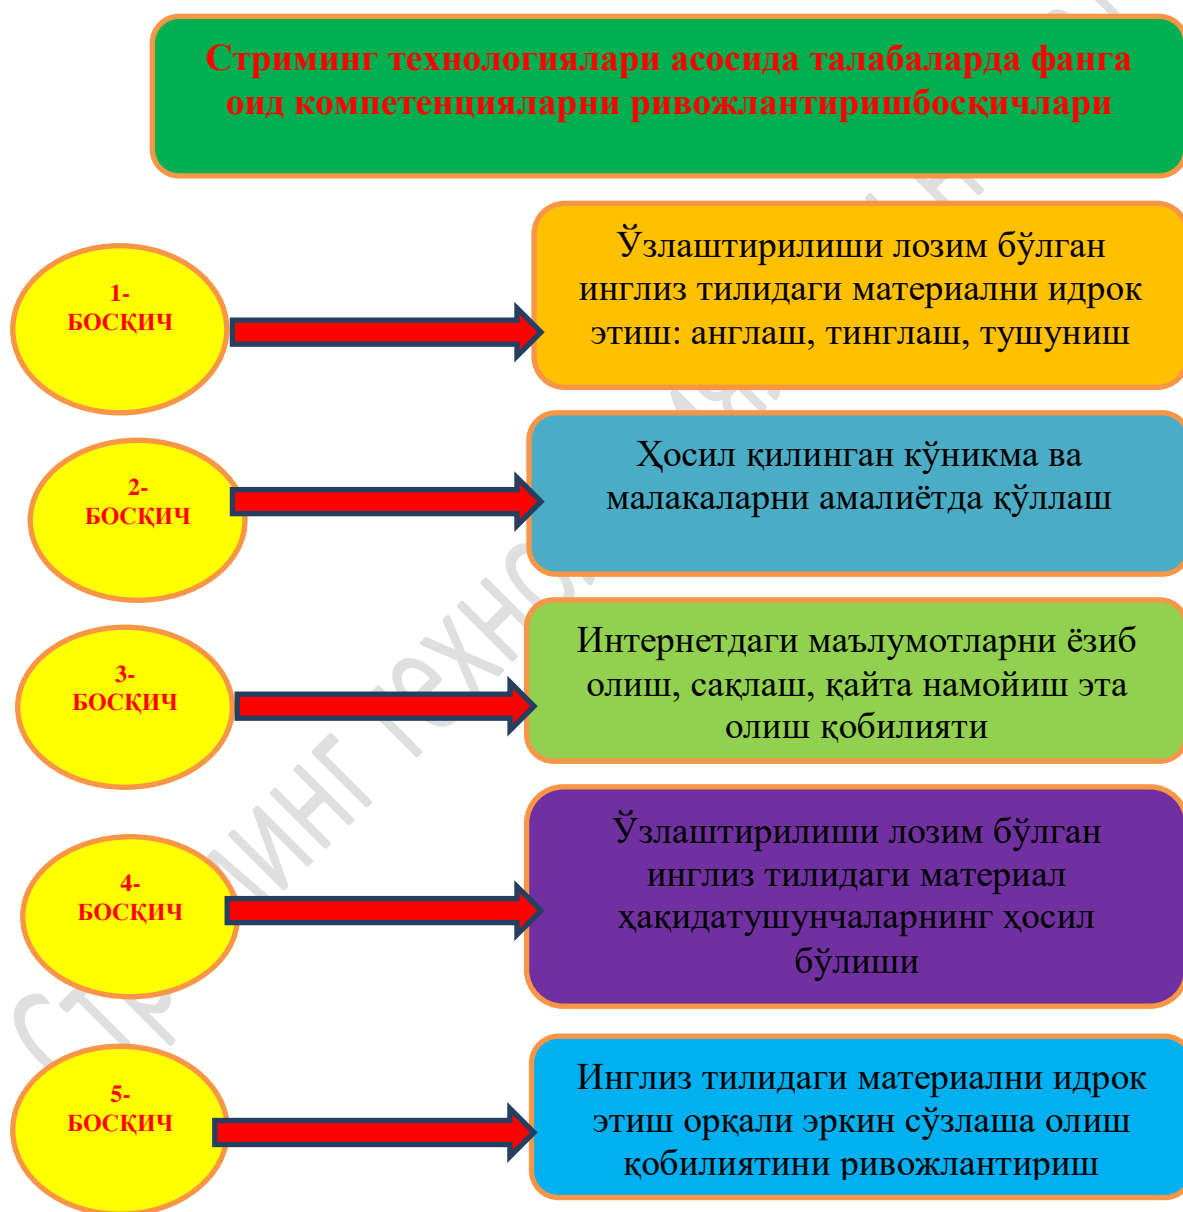 Стриминг технологиялари асосида талабаларда фанга
оид компетенцияларни ривожлантиришбосқичлари
1-
БОСҚИЧ
Ўзлаштирилиши лозим бўлган
инглиз тилидаги материални идрок
этиш: англаш, тинглаш, тушуниш
2-
БОСҚИЧ
Ҳосил қилинган кўникма ва
малакаларни амалиётда қўллаш
3-
БОСҚИЧ
Интернетдаги маълумотларни ёзиб
олиш, сақлаш, қайта намойиш эта
олиш қобилияти
4-
БОСҚИЧ
Ўзлаштирилиши лозим бўлган
инглиз тилидаги материал
ҳақидатушунчаларнинг ҳосил
бўлиши
5-
БОСҚИЧ
Инглиз тилидаги материални идрок
этиш орқали эркин сўзлаша олиш
қобилиятини ривожлантириш